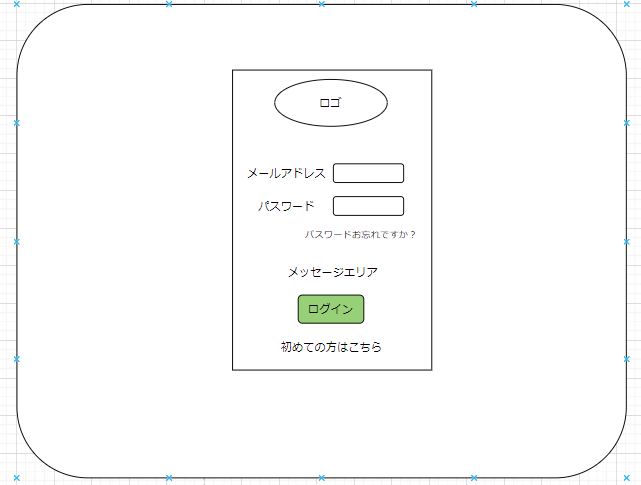 ロゴ
メールアドレス
パスワード
パスワードお忘れですか？
メッセージエリア
ログイン
初めての方はこちら